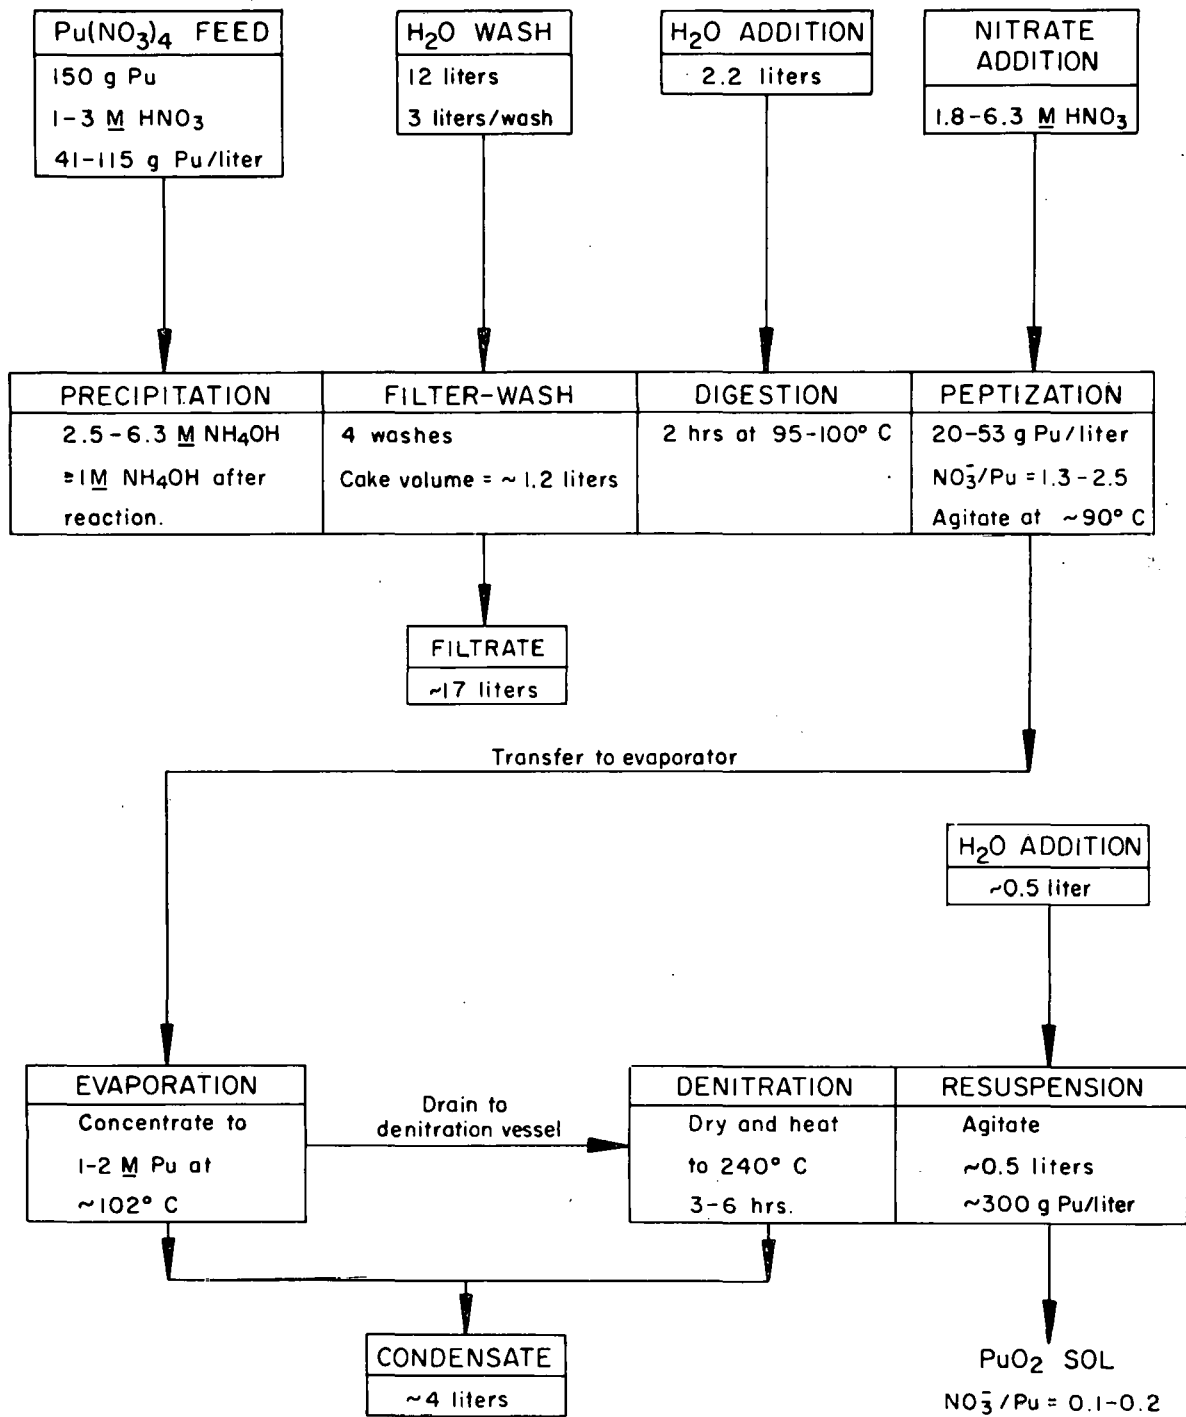 Pu(NO3)4 FEED
150 g Pu
1-3 M HNO3
41-115 g Pu/liter
H2O WASH
12 liters
3 liters/wash
H2O ADDITION
2.2 liters
NITRATE
ADDITION
1.8-6.3 M HNO3
PRECIPITATION
2.5-6.3 M NH4OH
≥1M NH4OH after
reaction.
FILTER-WASH
4 washes
Cake volume = ~1.2 liters
DIGESTION
2 hrs at 95-100° C
PEPTIZATION
20-53 g Pu/liter
NO3-/Pu = 1.3-2.5
Agitate at ~90° C
FILTRATE
~17 liters
Transfer to evaporator
H2O ADDITION
~0.5 liter
EVAPORATION
Concentrate to
1-2 M Pu at
~102° C
Drain to
denitration vessel
DENITRATION
Dry and heat
to 240° C
3-6 hrs.
RESUSPENSION
Agitate
~0.5 liters
~300 g Pu/liter
CONDENSATE
~4 liters
PuO2 SOL
NO3-/Pu = 0.1-0.2